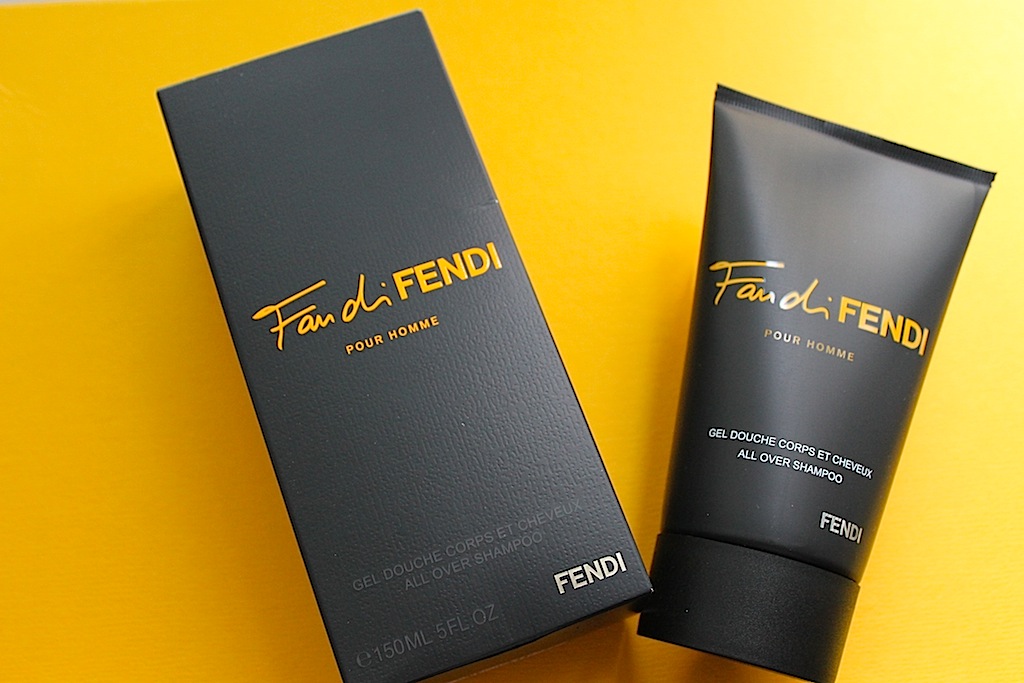 Fan di FENDI
POUR HOMME
GEL DOUCHE CORPS ET CHEVEUX
ALL OVER SHAMPOO
FENDI
℮150ML 5FL.OZ
Fan di FENDI
POUR HOMME
GEL DOUCHE CORPS ET CHEVEUX
ALL OVER SHAMPOO
FENDI